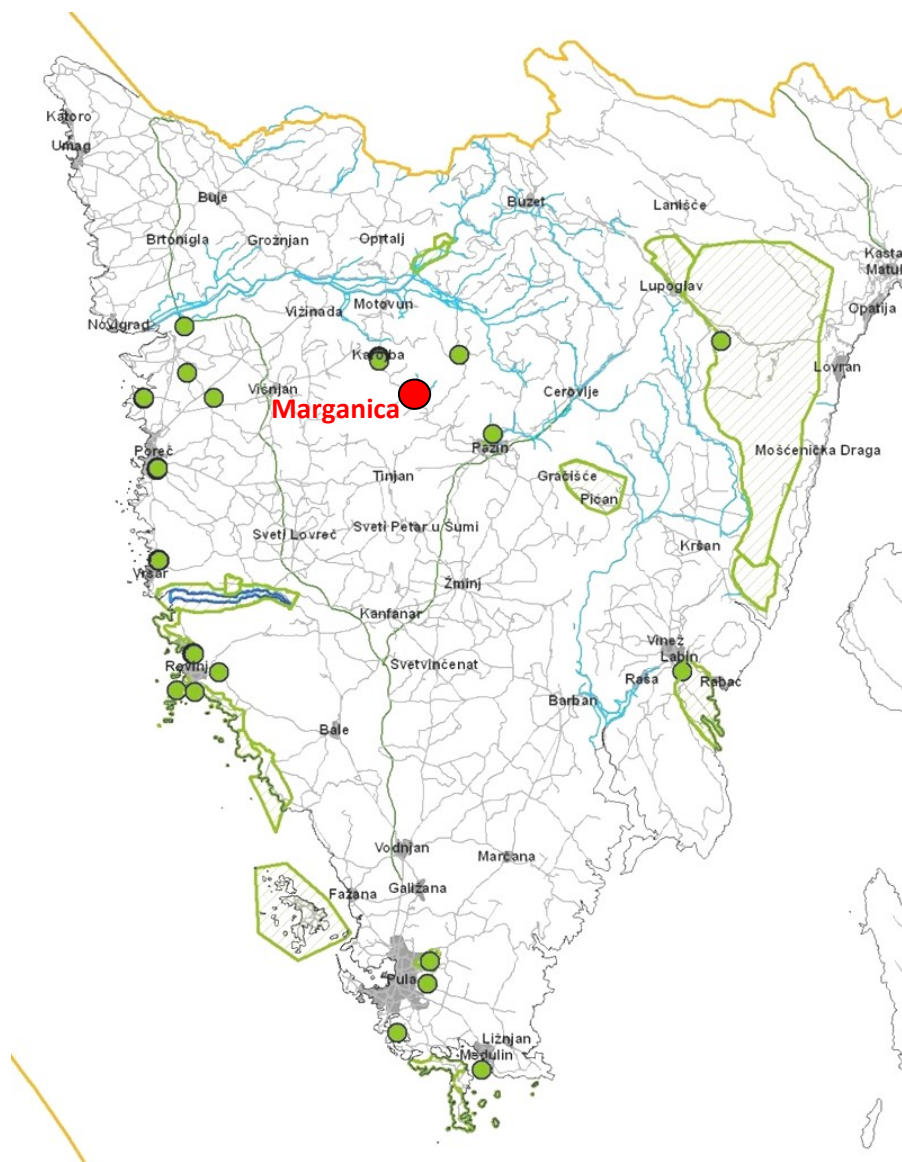 Katoro
Umag
Buje
Buzet
Lanišće
Brtonigla
Grožnjan
Oprtalj
Kasta
Matul
Lupoglav
Opatija
Novigrad
Vižinada
Motovun
Karojba
Lovran
Višnjan
Cerovlje
Marganica
Poreč
Pazin
Mošćenička Draga
Tinjan
Gračišće
Pićan
Sveti Lovreč
Sveti Petar u Šumi
Kršan
Vrsar
Žminj
Kanfanar
Vinež
Labin
Rovinj
Svetvinčenat
Raša
Rabac
Barban
Bale
Vodnjan
Marčana
Fažana
Galižana
Pula
Ližnjan
Medulin